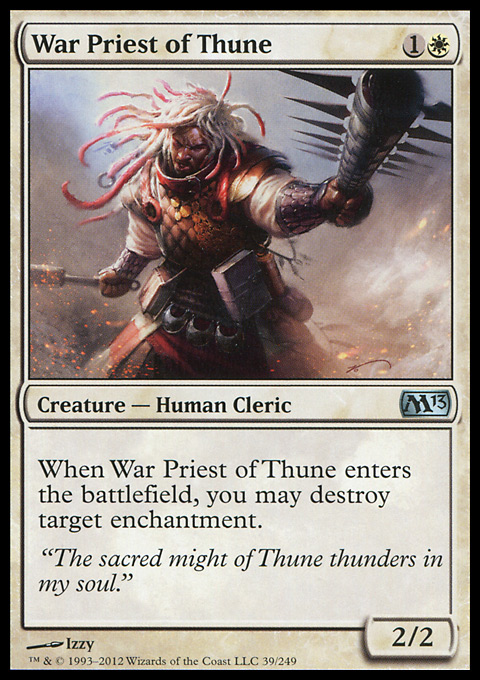 War Priest of Thune 1
Creature — Human Cleric M13
When War Priest of Thune enters
the battlefield, you may destroy
target enchantment.
“The sacred might of Thune thunders in
my soul.”
2/2
Izzy
™ & © 1993–2012 Wizards of the Coast LLC 39/249